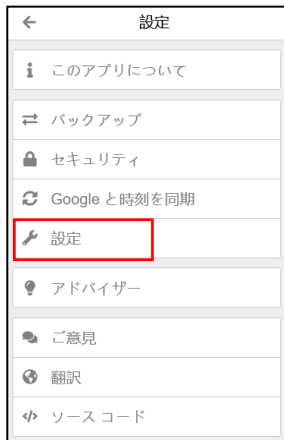 設定
このアプリについて
バックアップ
セキュリティ
Google と時刻を同期
設定
アドバイザー
ご意見
翻訳
ソース コード